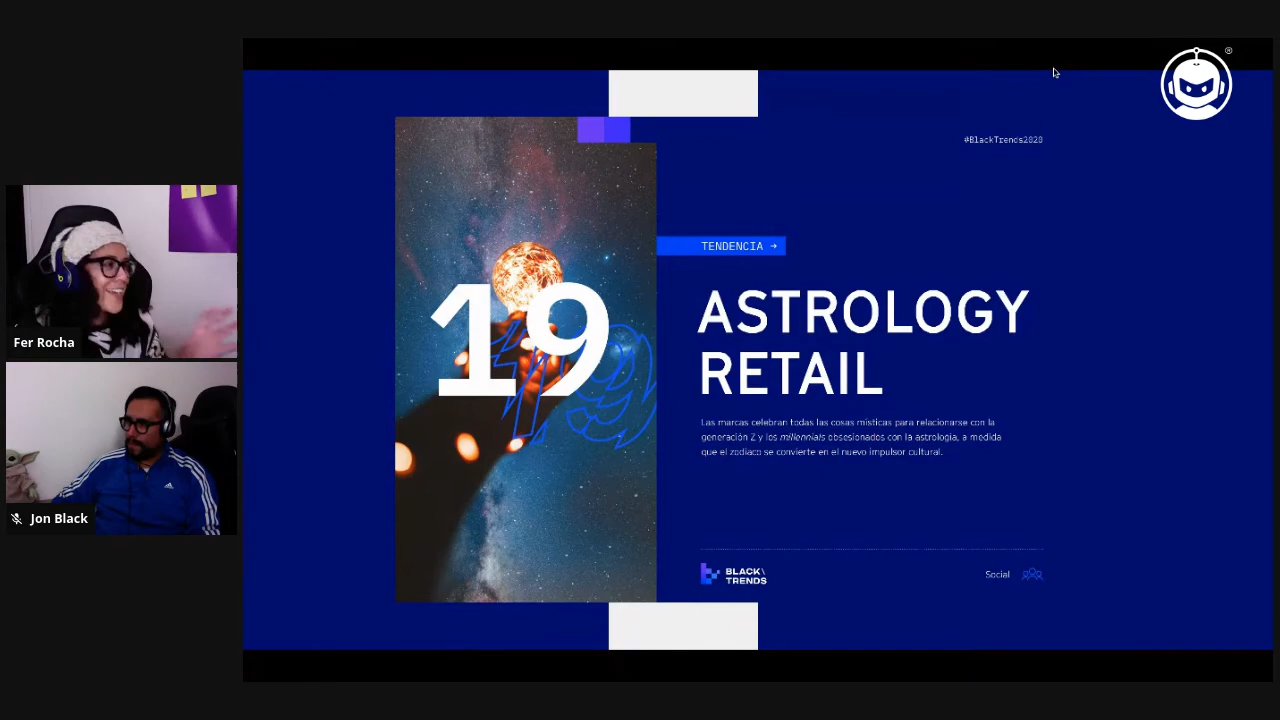 ®
#BlackTrends2020
TENDENCIA →
19
ASTROLOGY
RETAIL
Las marcas celebran todas las cosas místicas para relacionarse con la
generación Z y los millennials obsesionados con la astrología, a medida
que el zodiaco se convierte en el nuevo impulsor cultural.
BLACK\
TRENDS
Social
Fer Rocha
Jon Black